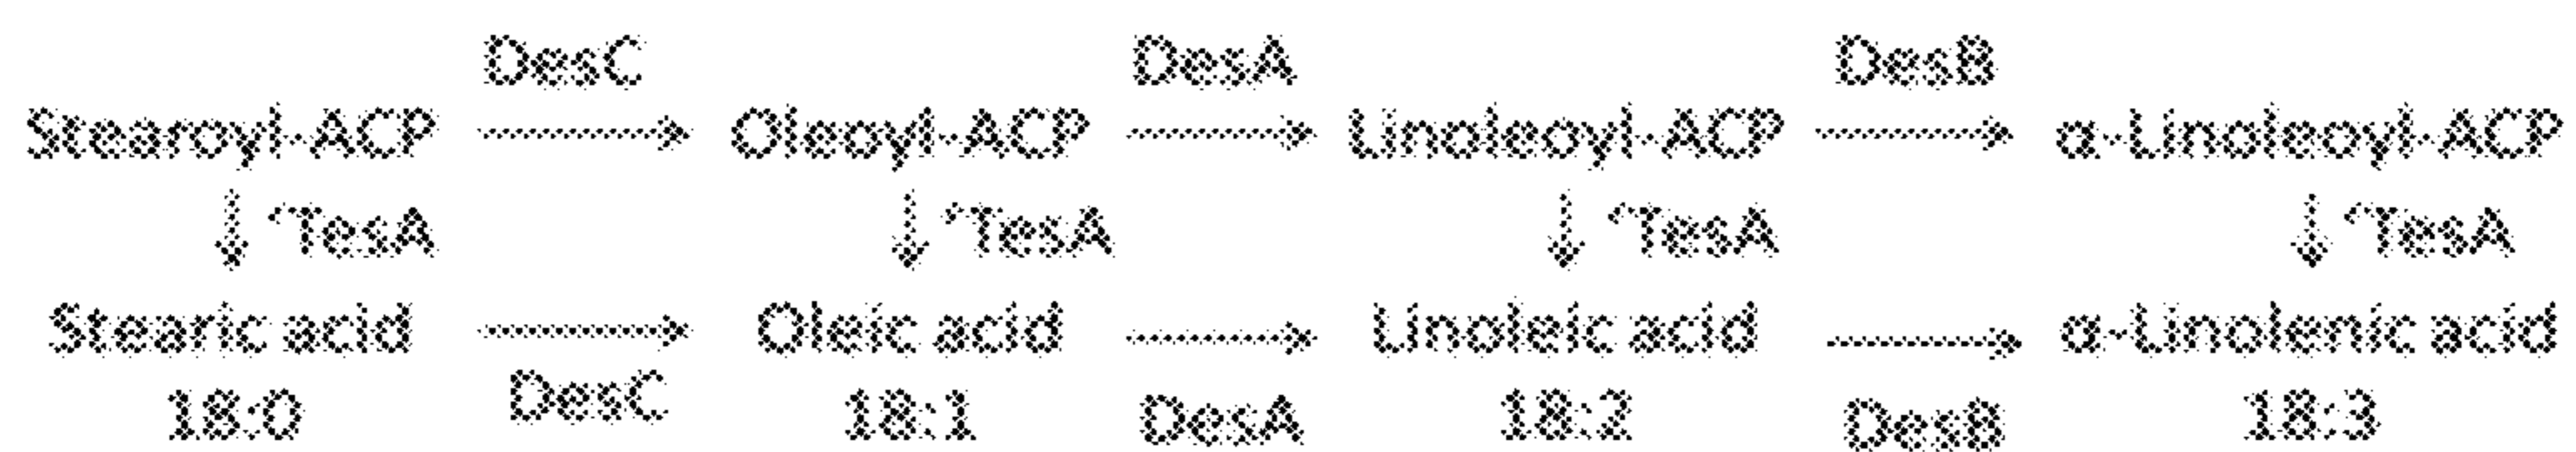 DesC DesA DesB
Stearoyl-ACP Oleoyl-ACP Linoleoyl-ACP α-Linoleoyl-ACP
‘TesA ‘TesA ‘TesA ‘TesA
Stearic acid Oleic acid Linoleic acid α-Linolenic acid
18:0 DesC 18:1 DesA 18:2 DesB 18:3